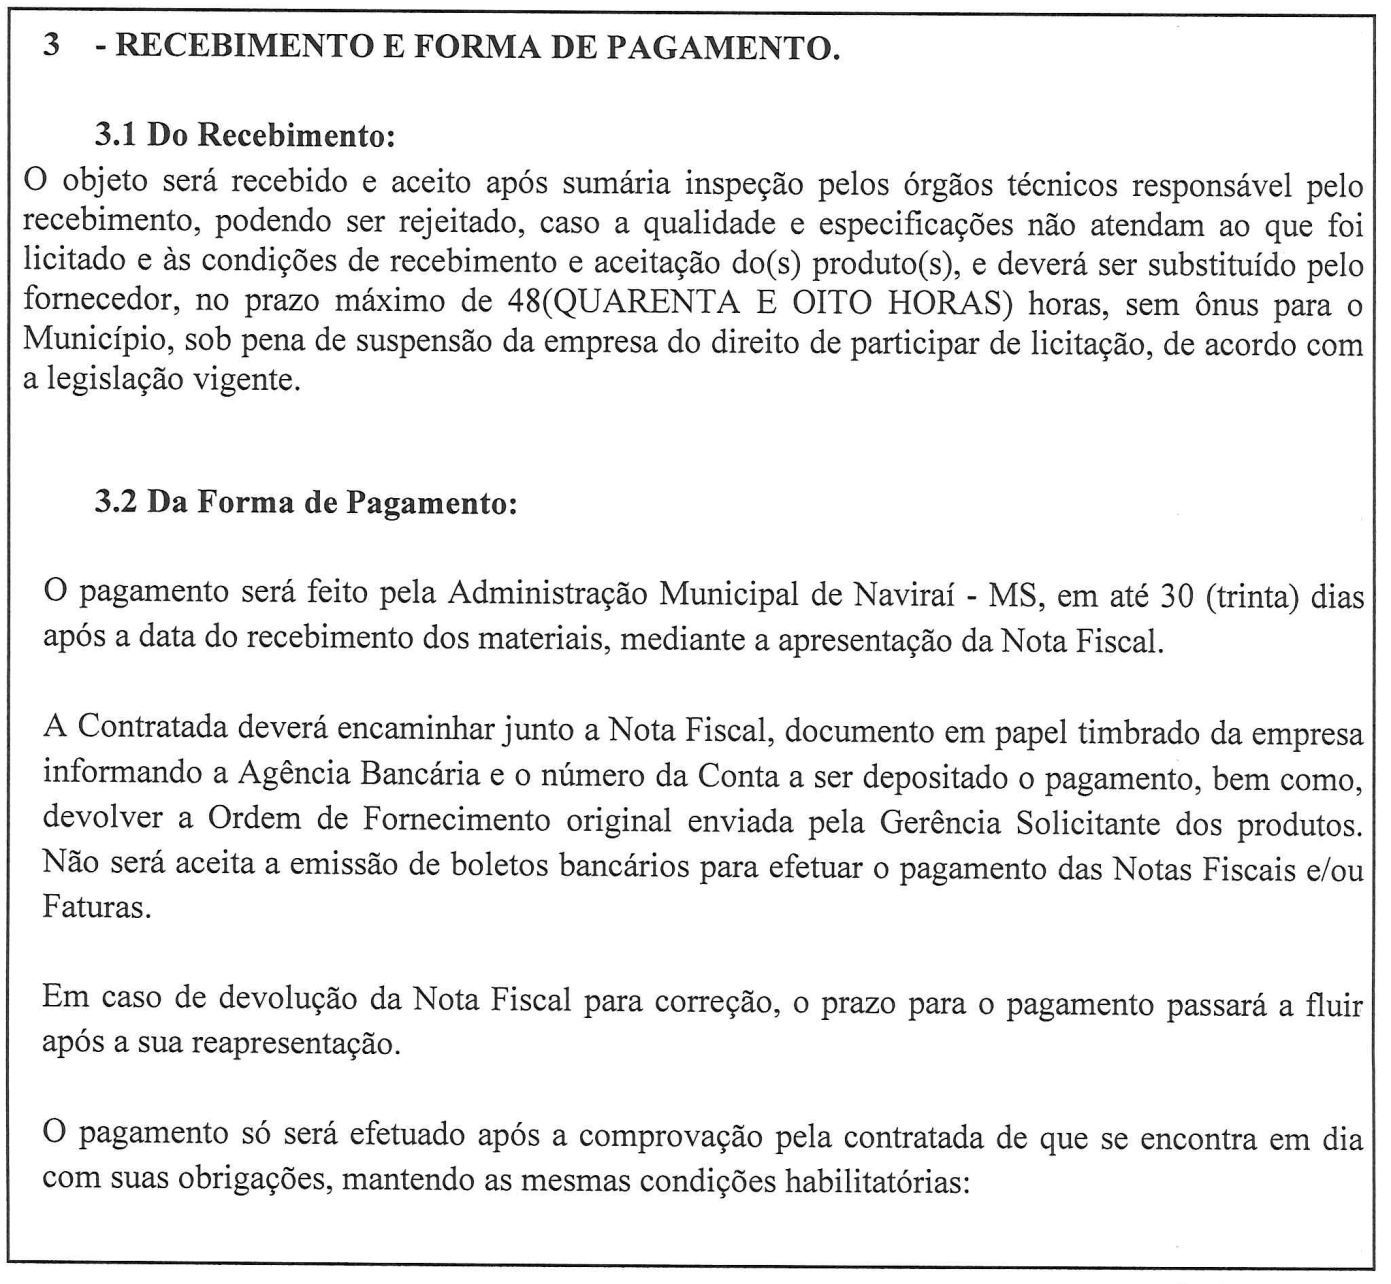 3 - RECEBIMENTO E FORMA DE PAGAMENTO.
3.1 Do Recebimento:
O objeto será recebido e aceito após sumária inspeção pelos órgãos técnicos responsável pelo
recebimento, podendo ser rejeitado, caso a qualidade e especificações não atendam ao que foi
licitado e às condições de recebimento e aceitação do(s) produto(s), e deverá ser substituído pelo
fornecedor, no prazo máximo de 48(QUARENTA E OITO HORAS) horas, sem ônus para o
Município, sob pena de suspensão da empresa do direito de participar de licitação, de acordo com
a legislação vigente.
3.2 Da Forma de Pagamento:
O pagamento será feito pela Administração Municipal de Naviraí - MS, em até 30 (trinta) dias
após a data do recebimento dos materiais, mediante a apresentação da Nota Fiscal.
A Contratada deverá encaminhar junto a Nota Fiscal, documento em papel timbrado da empresa
informando a Agência Bancária e o número da Conta a ser depositado o pagamento, bem como,
devolver a Ordem de Fornecimento original enviada pela Gerência Solicitante dos produtos.
Não será aceita a emissão de boletos bancários para efetuar o pagamento das Notas Fiscais e/ou
Faturas.
Em caso de devolução da Nota Fiscal para correção, o prazo para o pagamento passará a fluir
após a sua reapresentação.
O pagamento só será efetuado após a comprovação pela contratada de que se encontra em dia
com suas obrigações, mantendo as mesmas condições habilitatórias: